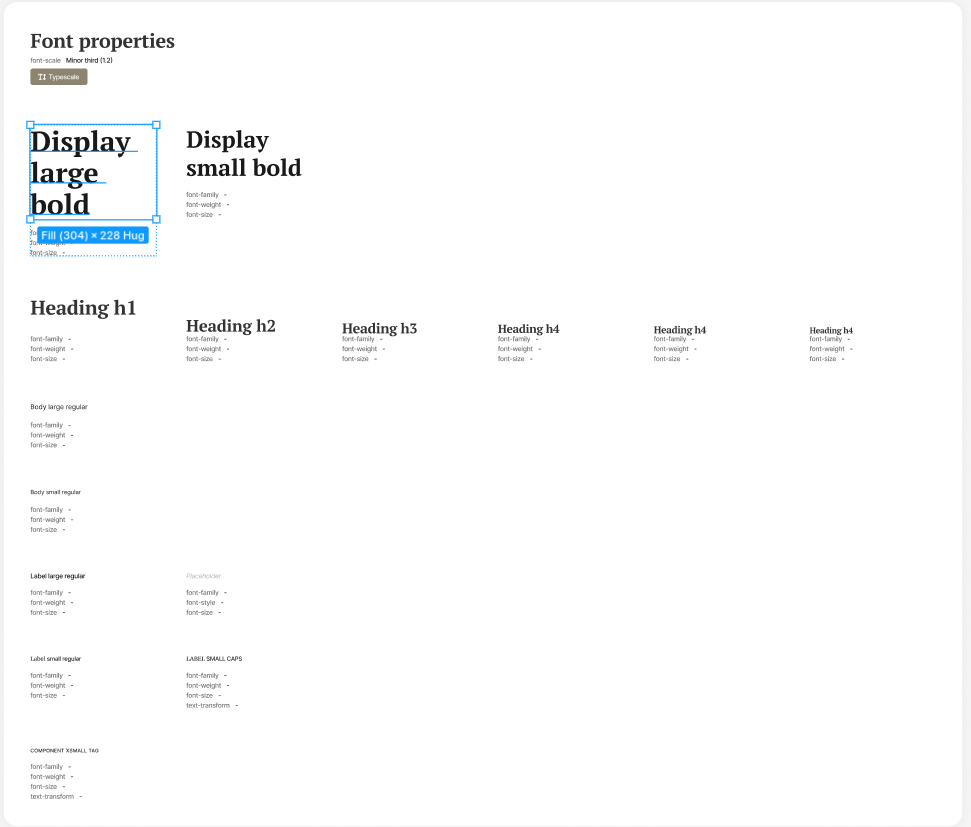 Font properties
font-scale Minor third (1.2)
Typescale
Display
large
bold
Fill (304) × 228 Hug
font-size -
Display
small bold
font-family -
font-weight -
font-size -
Heading h1
font-family -
font-weight -
font-size -
Heading h2
font-family -
font-weight -
font-size -
Heading h3
font-family -
font-weight -
font-size -
Heading h4
font-family -
font-weight -
font-size -
Heading h4
font-family -
font-weight -
font-size -
Heading h4
font-family -
font-weight -
font-size -
Body large regular
font-family -
font-weight -
font-size -
Body small regular
font-family -
font-weight -
font-size -
Label large regular
font-family -
font-weight -
font-size -
Placeholder
font-family -
font-style -
font-size -
Label small regular
font-family -
font-weight -
font-size -
LABEL SMALL CAPS
font-family -
font-weight -
font-size -
text-transform -
COMPONENT XSMALL TAG
font-family -
font-weight -
font-size -
text-transform -